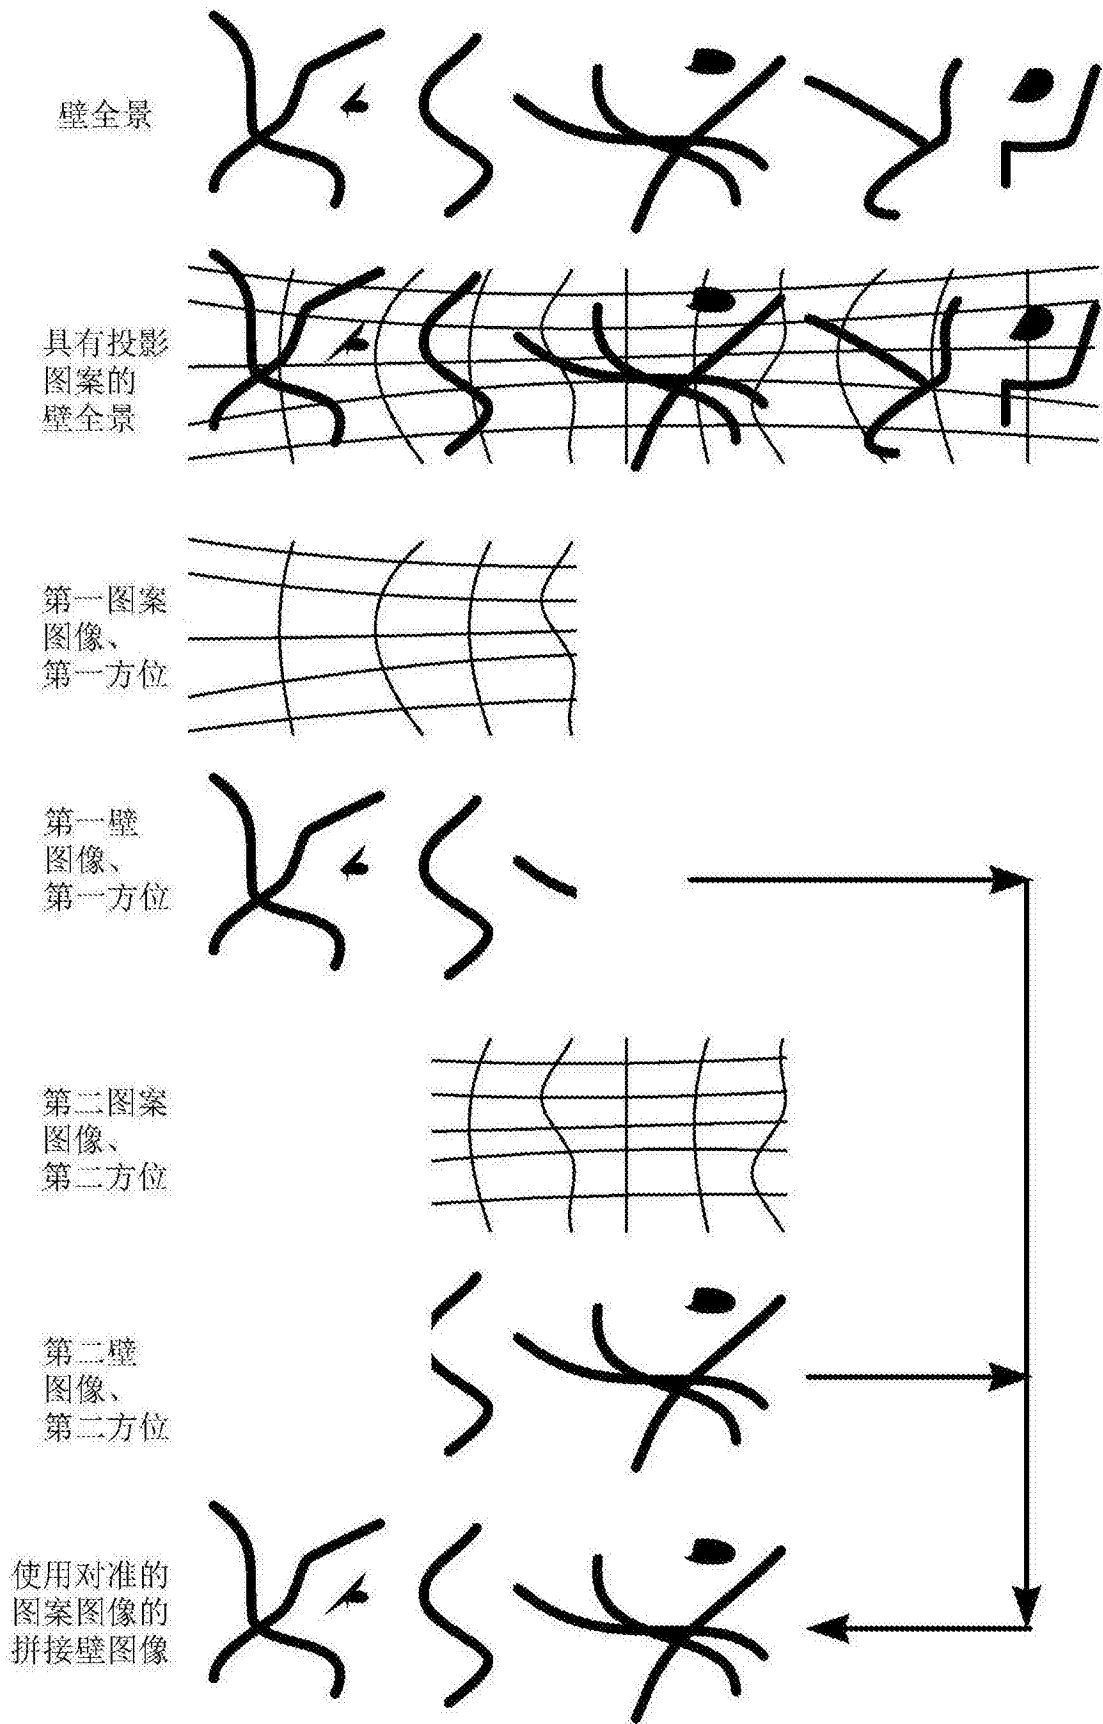 壁全景
具有投影
图案的
壁全景
第一图案
图像、
第一方位
第一壁
图像、
第一方位
第二图案
图像、
第二方位
第二壁
图像、
第二方位
使用对准的
图案图像的
拼接壁图像